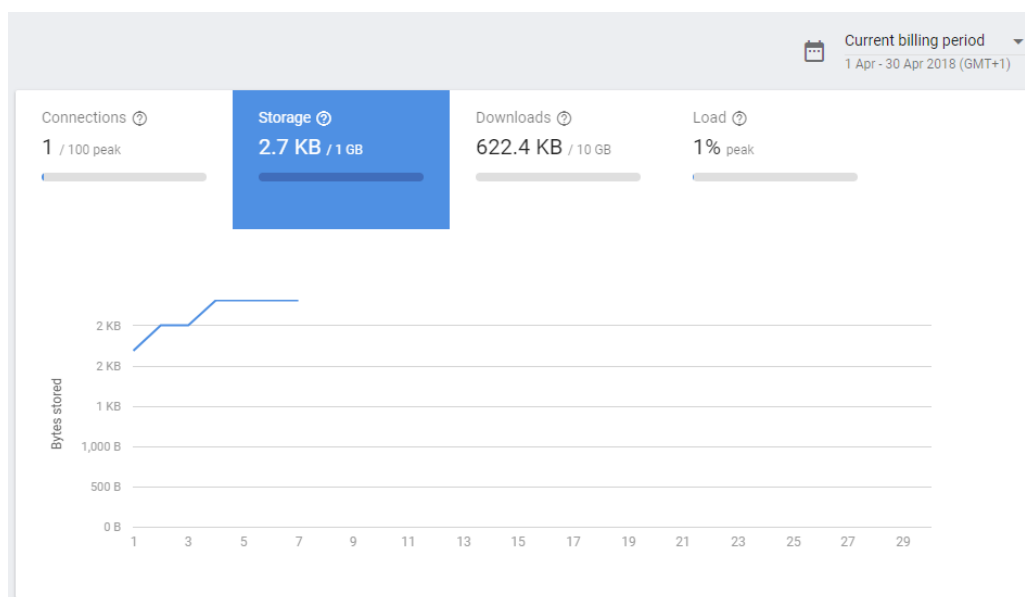 Current billing period
1 Apr - 30 Apr 2018 (GMT+1)
Connections
1 / 100 peak
Storage
2.7 KB / 1 GB
Downloads
622.4 KB / 10 GB
Load
1% peak
Bytes stored
2 KB
2 KB
1 KB
1,000 B
500 B
0 B
1 3 5 7 9 11 13 15 17 19 21 23 25 27 29